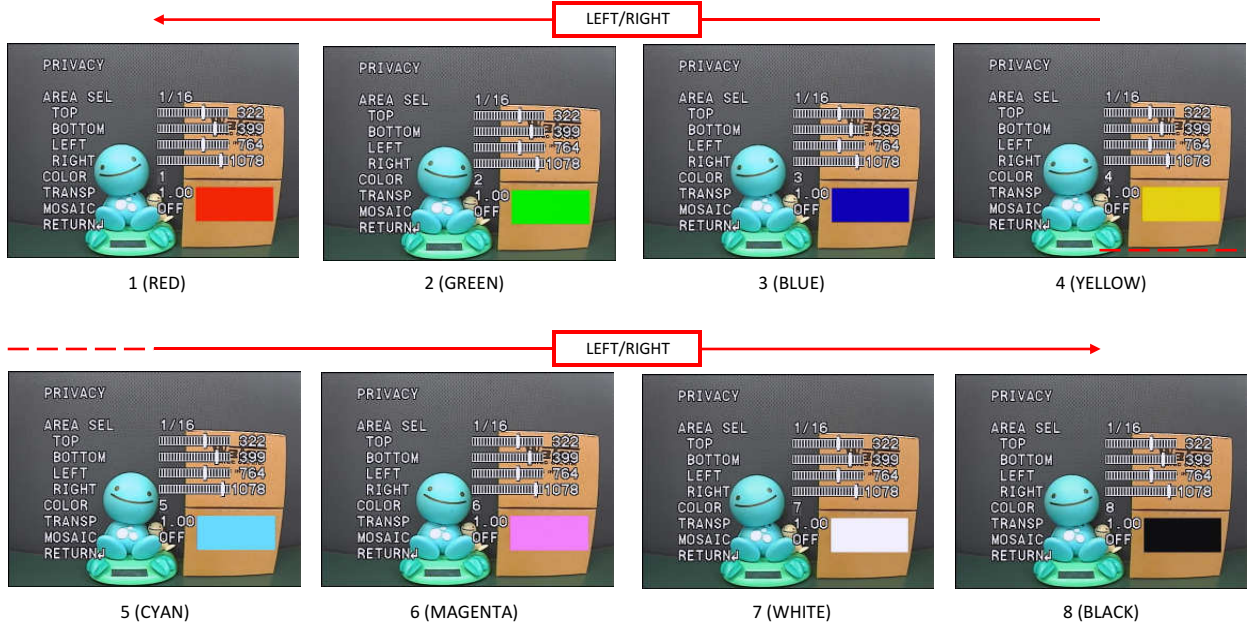 LEFT/RIGHT
PRIVACY
AREA SEL 1/16
TOP 322
BOTTOM 399
LEFT 764
RIGHT 1078
COLOR 1
TRANSP 1.00
MOSAIC OFF
RETURN↲
1 (RED)
PRIVACY
AREA SEL 1/16
TOP 322
BOTTOM 399
LEFT 764
RIGHT 1078
COLOR 2
TRANSP 1.00
MOSAIC OFF
RETURN↲
2 (GREEN)
PRIVACY
AREA SEL 1/16
TOP 322
BOTTOM 399
LEFT 764
RIGHT 1078
COLOR 3
TRANSP 1.00
MOSAIC OFF
RETURN↲
3 (BLUE)
PRIVACY
AREA SEL 1/16
TOP 322
BOTTOM 399
LEFT 764
RIGHT 1078
COLOR 4
TRANSP 1.00
MOSAIC OFF
RETURN↲
4 (YELLOW)
LEFT/RIGHT
PRIVACY
AREA SEL 1/16
TOP 322
BOTTOM 399
LEFT 764
RIGHT 1078
COLOR 5
TRANSP 1.00
MOSAIC OFF
RETURN↲
5 (CYAN)
PRIVACY
AREA SEL 1/16
TOP 322
BOTTOM 399
LEFT 764
RIGHT 1078
COLOR 6
TRANSP 1.00
MOSAIC OFF
RETURN↲
6 (MAGENTA)
PRIVACY
AREA SEL 1/16
TOP 322
BOTTOM 399
LEFT 764
RIGHT 1078
COLOR 7
TRANSP 1.00
MOSAIC OFF
RETURN↲
7 (WHITE)
PRIVACY
AREA SEL 1/16
TOP 322
BOTTOM 399
LEFT 764
RIGHT 1078
COLOR 8
TRANSP 1.00
MOSAIC OFF
RETURN↲
8 (BLACK)